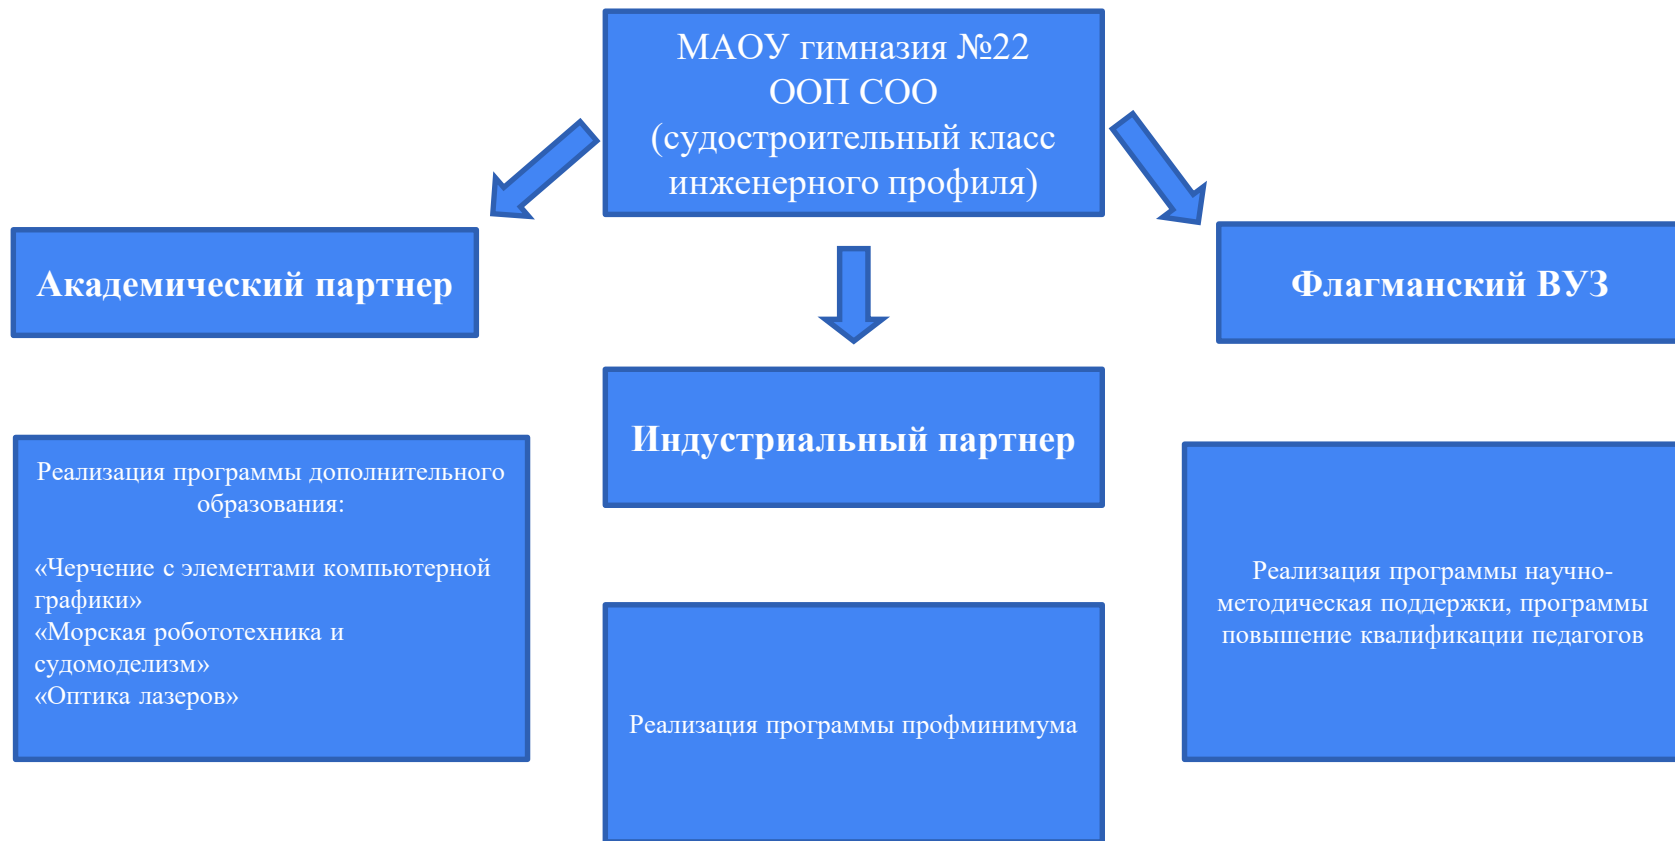 МАОУ гимназия №22
ООП СОО
(судостроительный класс
инженерного профиля)
Академический партнер
Флагманский ВУЗ
Индустриальный партнер
Реализация программы дополнительного
образования:
«Черчение с элементами компьютерной
графики»
«Морская робототехника и
судомоделизм»
«Оптика лазеров»
Реализация программы профминимума
Реализация программы научно-
методическая поддержки, программы
повышение квалификации педагогов